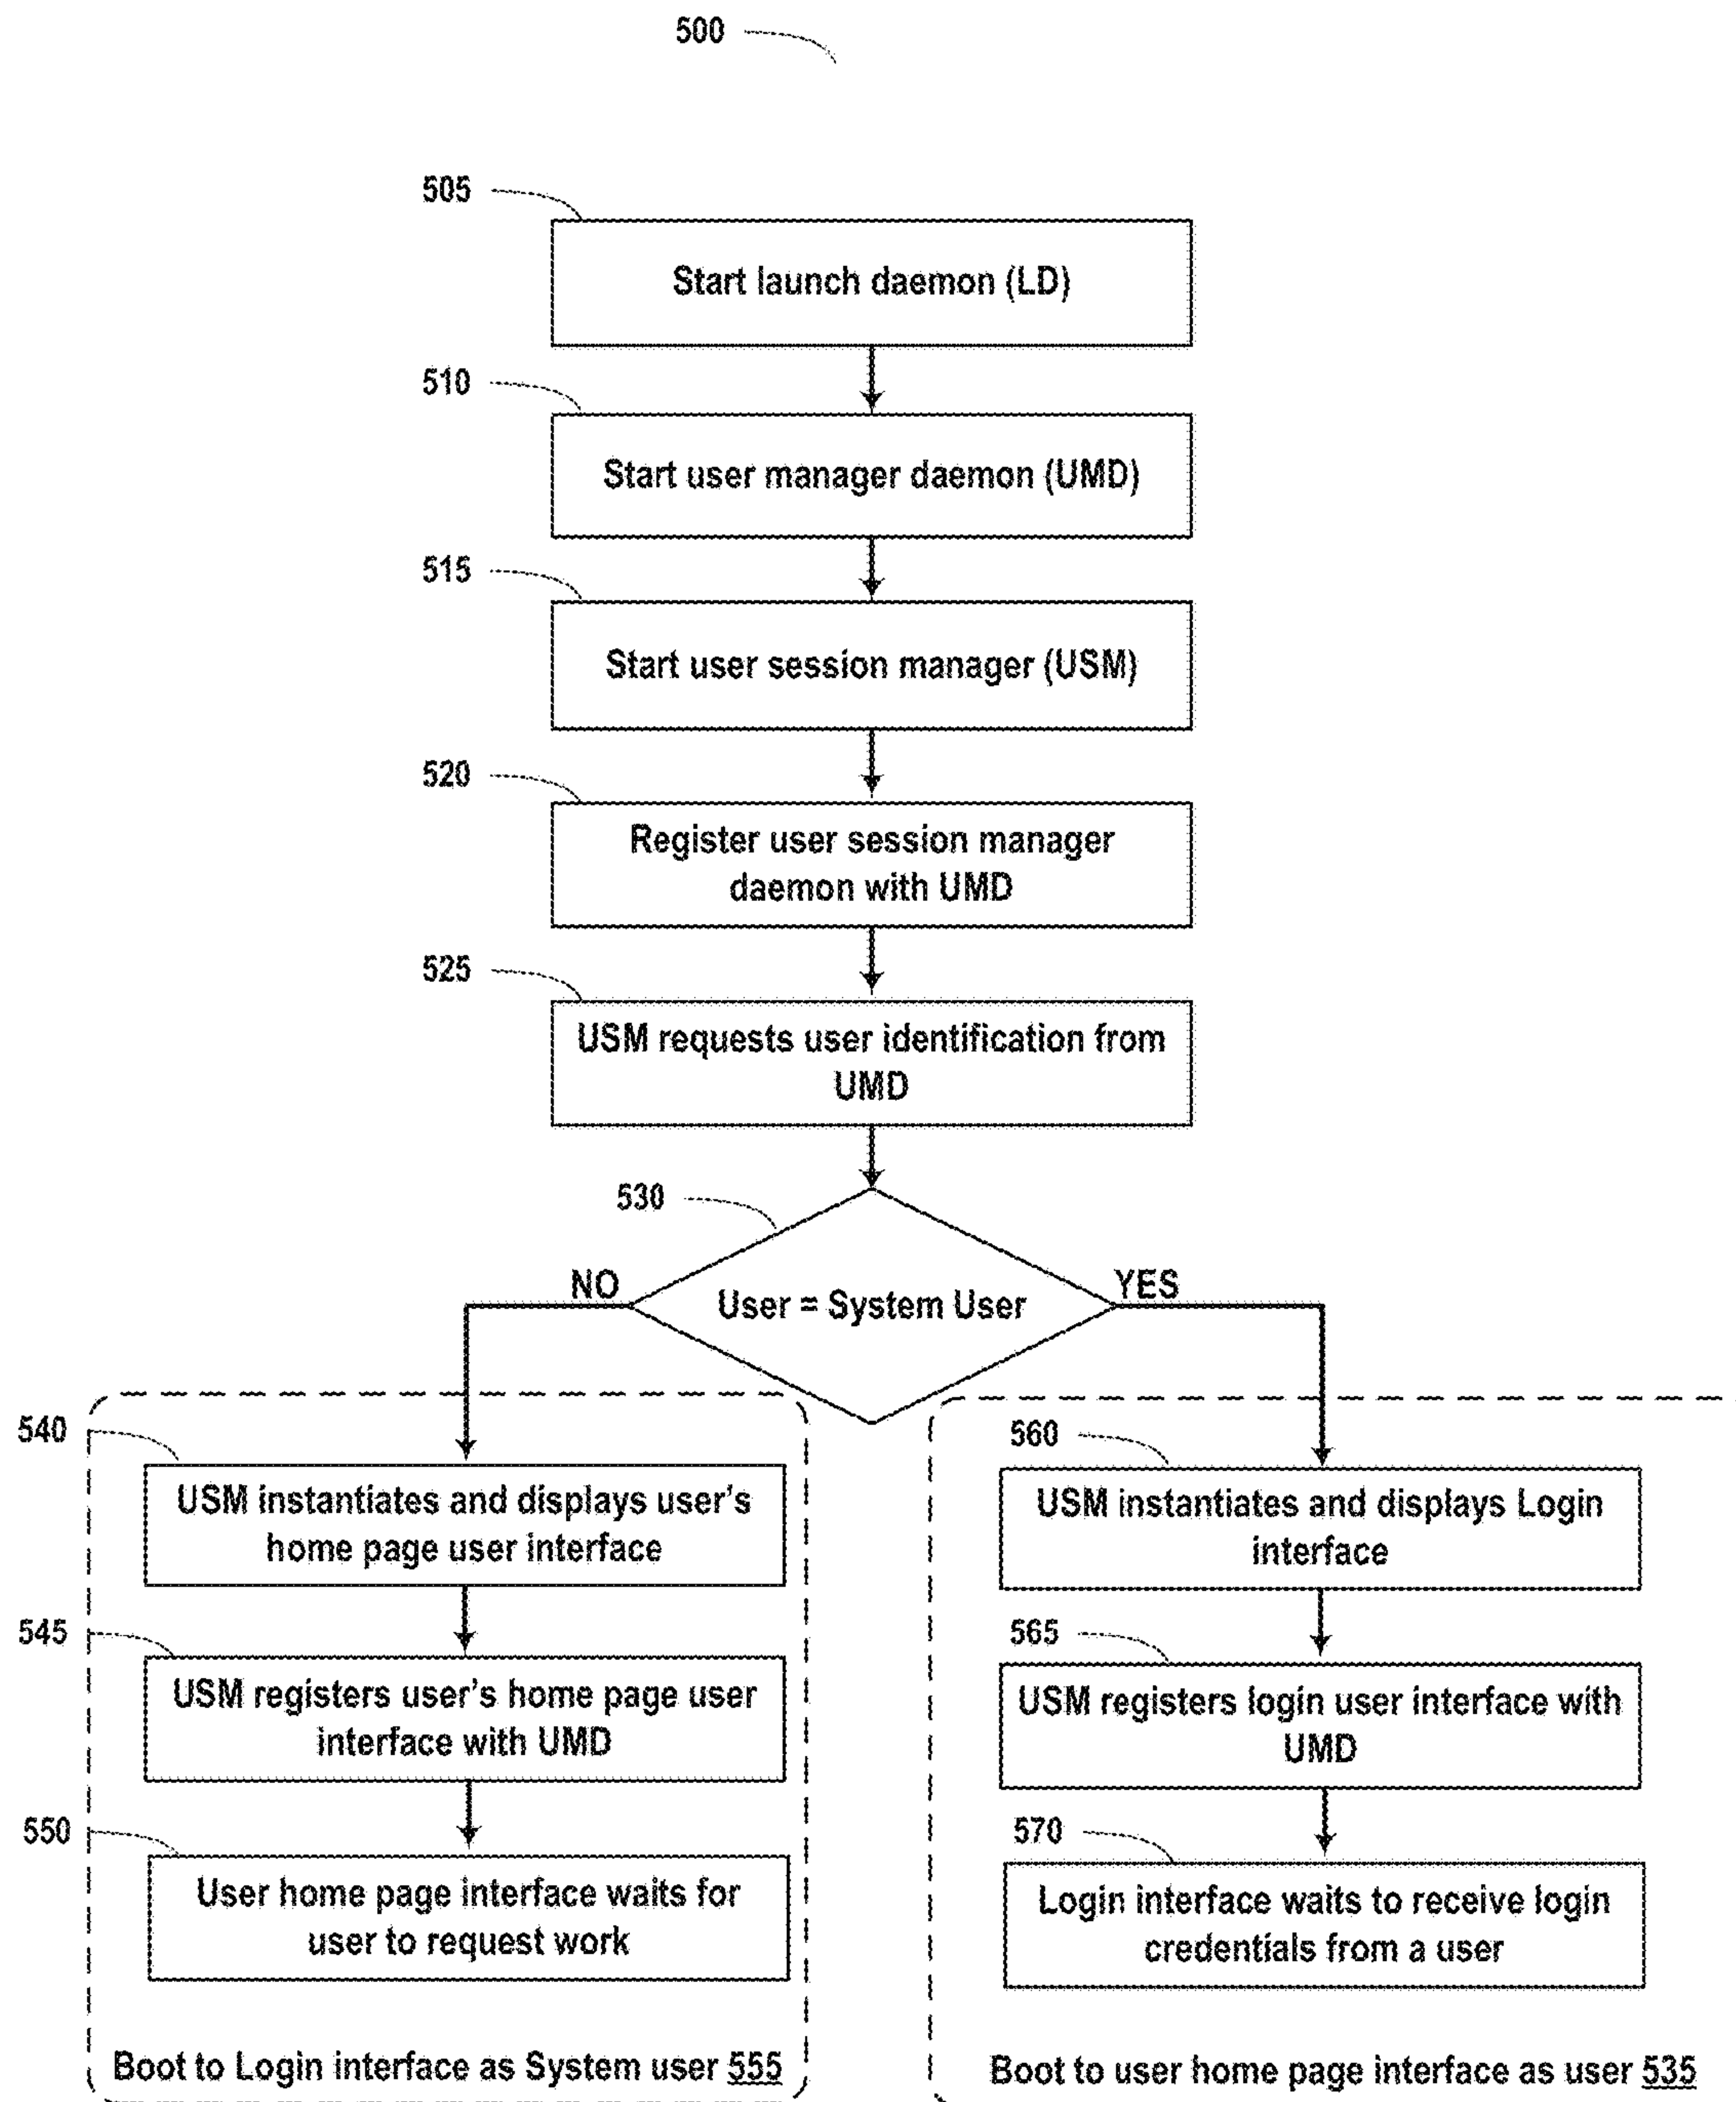 500
505
Start launch daemon (LD)
510
Start user manager daemon (UMD)
515
Start user session manager (USM)
520
Register user session manager
daemon with UMD
525
USM requests user identification from
UMD
530
NO
YES
User = System User
540
USM instantiates and displays user's
home page user interface
545
USM registers user's home page user
interface with UMD
550
User home page interface waits for
user to request work
Boot to Login interface as System user 555
560
USM instantiates and displays Login
interface
565
USM registers login user interface with
UMD
570
Login interface waits to receive login
credentials from a user
Boot to user home page interface as user 535